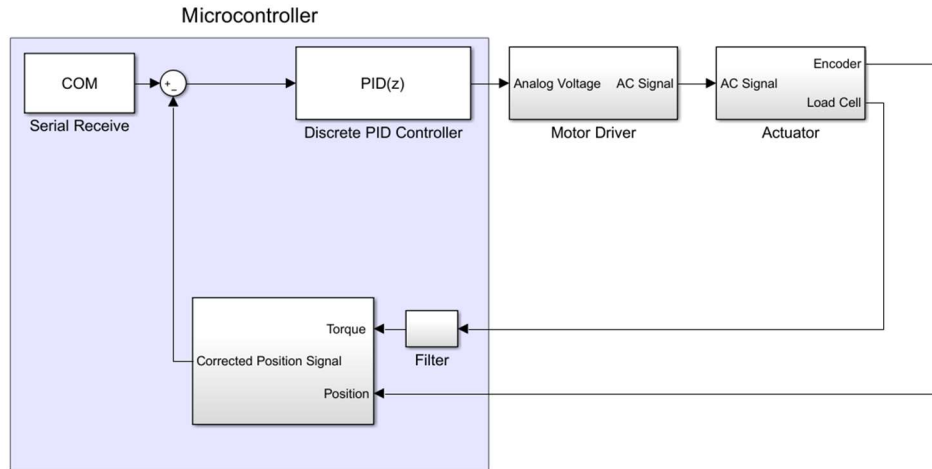 Microcontroller
COM
Serial Receive
+
-
PID(z)
Discrete PID Controller
Analog Voltage
AC Signal
Motor Driver
AC Signal
Encoder
Load Cell
Actuator
Torque
Corrected Position Signal
Position
Filter